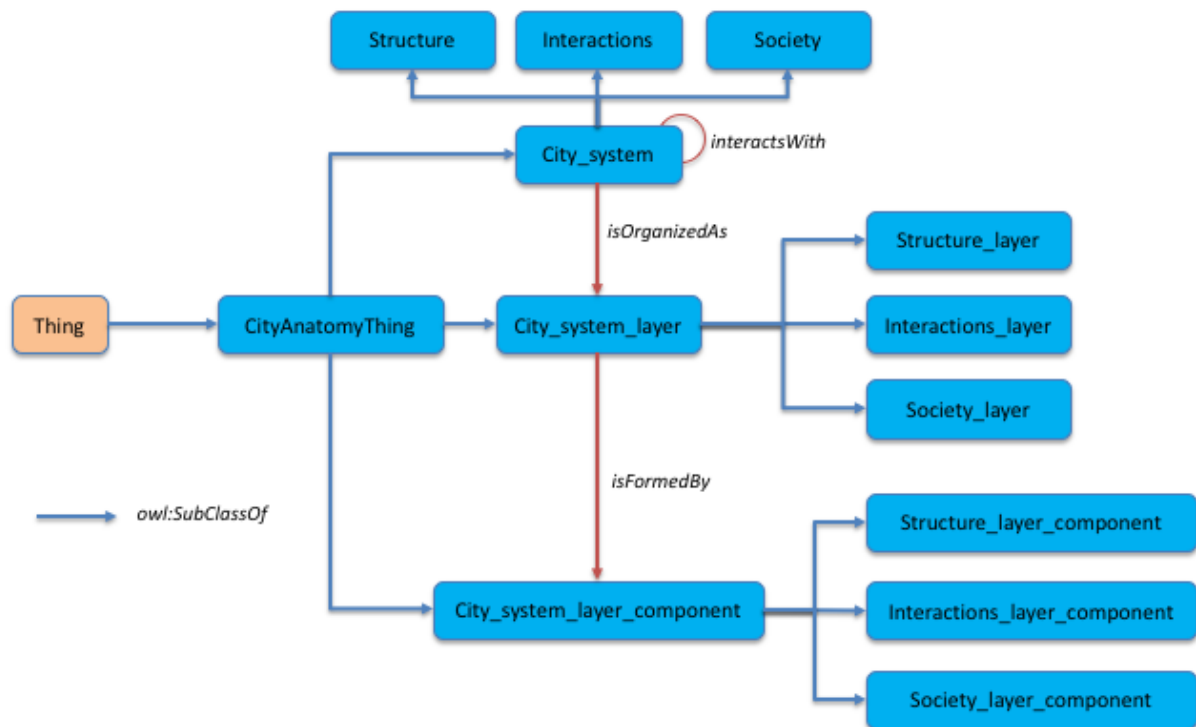 Structure
Interactions
Society
City_system
interactsWith
isOrganizedAs
Structure_layer
Thing
CityAnatomyThing
City_system_layer
Interactions_layer
Society_layer
isFormedBy
owl:SubClassOf
Structure_layer_component
City_system_layer_component
Interactions_layer_component
Society_layer_component